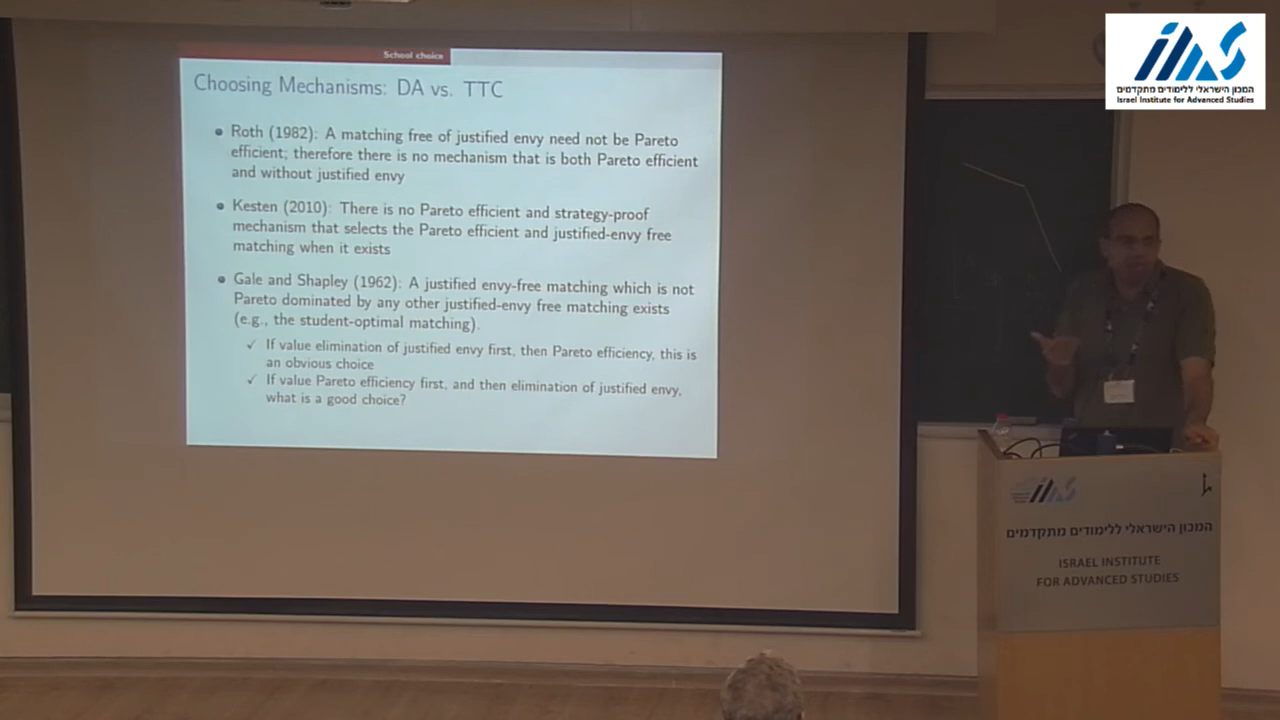 School choice
Choosing Mechanisms: DA vs. TTC
Roth (1982): A matching free of justified envy need not be Pareto
efficient; therefore there is no mechanism that is both Pareto efficient
and without justified envy
Kesten (2010): There is no Pareto efficient and strategy-proof
mechanism that selects the Pareto efficient and justified-envy free
matching when it exists
Gale and Shapley (1962): A justified envy-free matching which is not
Pareto dominated by any other justified-envy free matching exists
(e.g., the student-optimal matching).
✓ If value elimination of justified envy first, then Pareto efficiency, this is
an obvious choice
✓ If value Pareto efficiency first, and then elimination of justified envy,
what is a good choice?
המכון הישראלי ללימודים מתקדמים
Israel Institute for Advanced Studies
המכון הישראלי ללימודים מתקדמים
ISRAEL INSTITUTE
FOR ADVANCED STUDIES